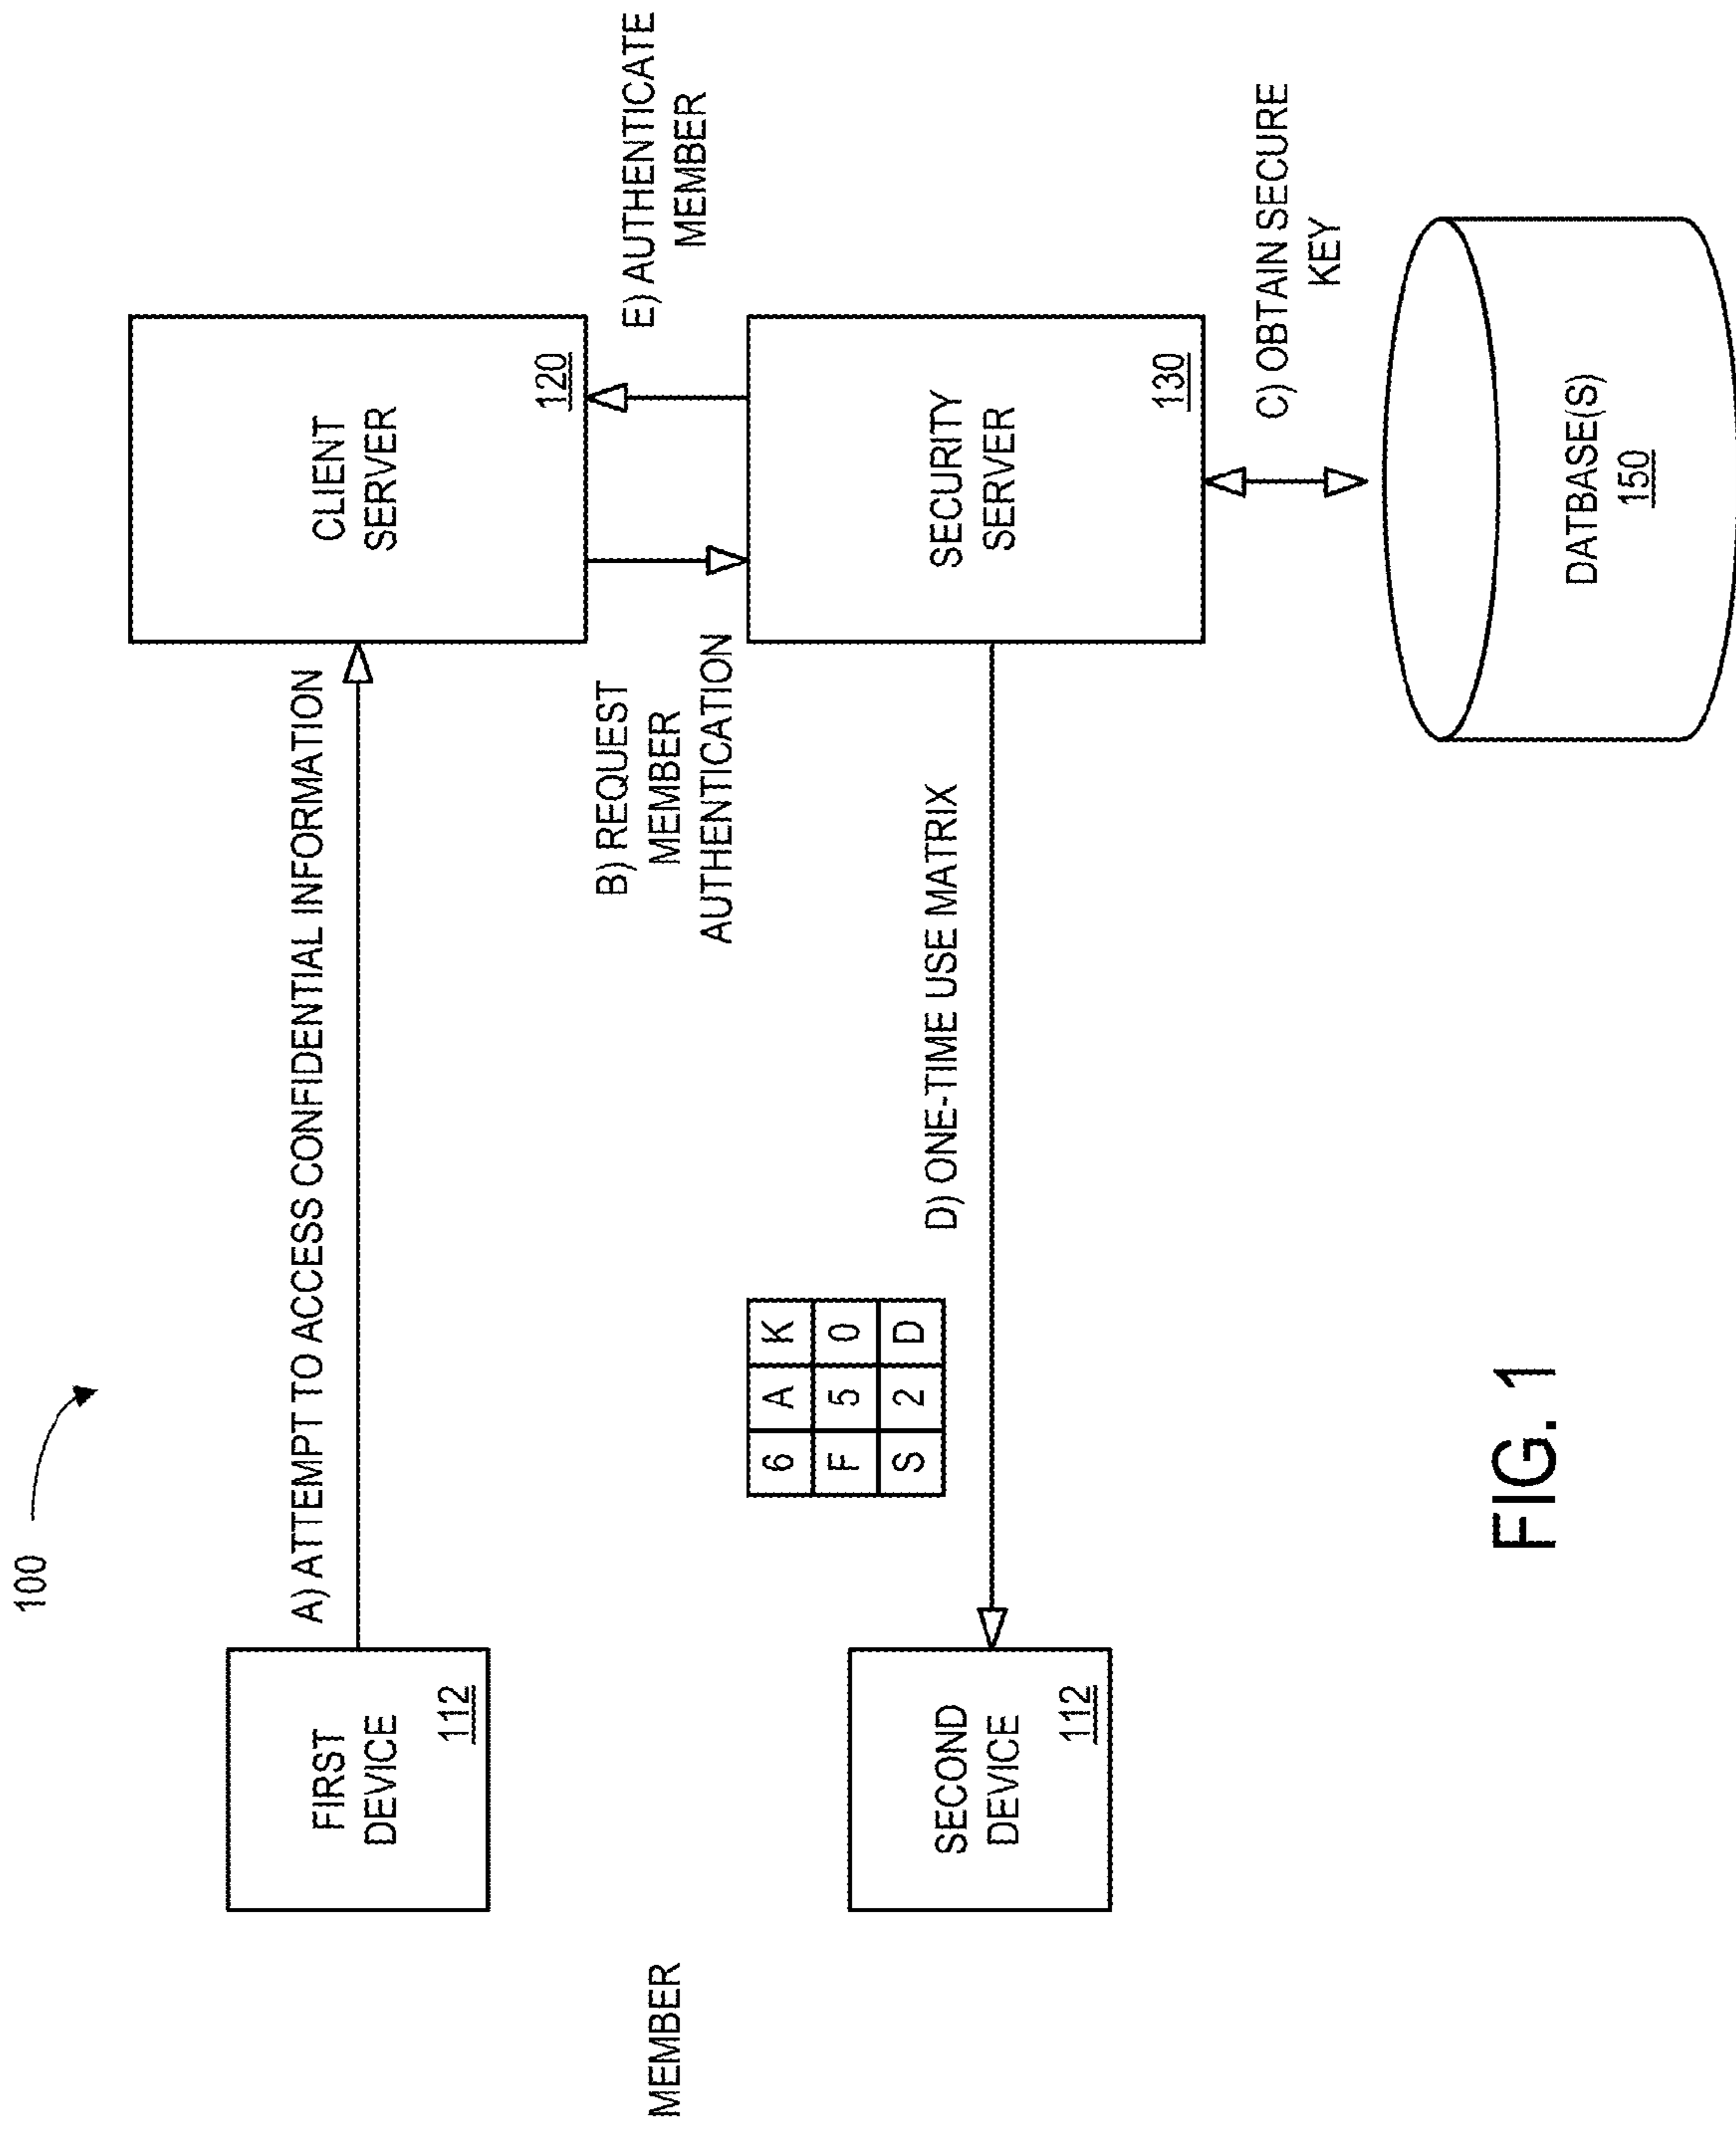 100
A) ATTEMPT TO ACCESS CONFIDENTIAL INFORMATION
FIRST
DEVICE
112
CLIENT
SERVER
120
MEMBER
B) REQUEST
MEMBER
AUTHENTICATION
E) AUTHENTICATE
MEMBER
6 A K
F 5 0
S 2 D
D) ONE-TIME USE MATRIX
SECOND
DEVICE
112
SECURITY
SERVER
130
C) OBTAIN SECURE
KEY
DATBASE(S)
150
FIG. 1